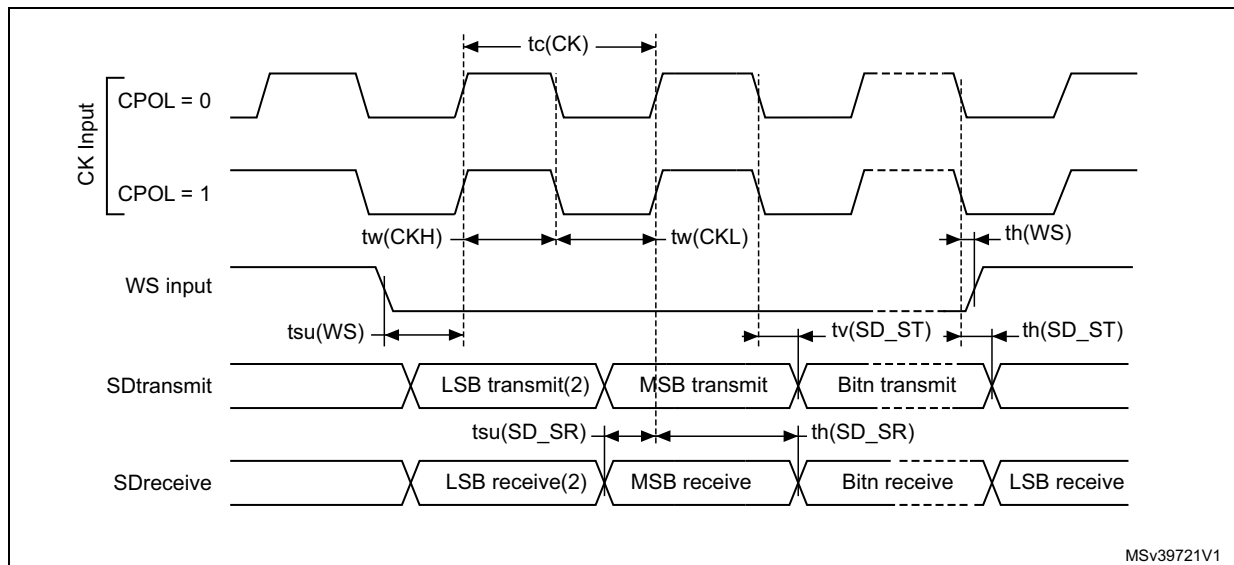 tc(CK)
CK Input
CPOL = 0
CPOL = 1
tw(CKH)
tw(CKL)
th(WS)
WS input
tsu(WS)
tv(SD_ST)
th(SD_ST)
SDtransmit
LSB transmit(2)
MSB transmit
Bitn transmit
tsu(SD_SR)
th(SD_SR)
SDreceive
LSB receive(2)
MSB receive
Bitn receive
LSB receive
MSv39721V1